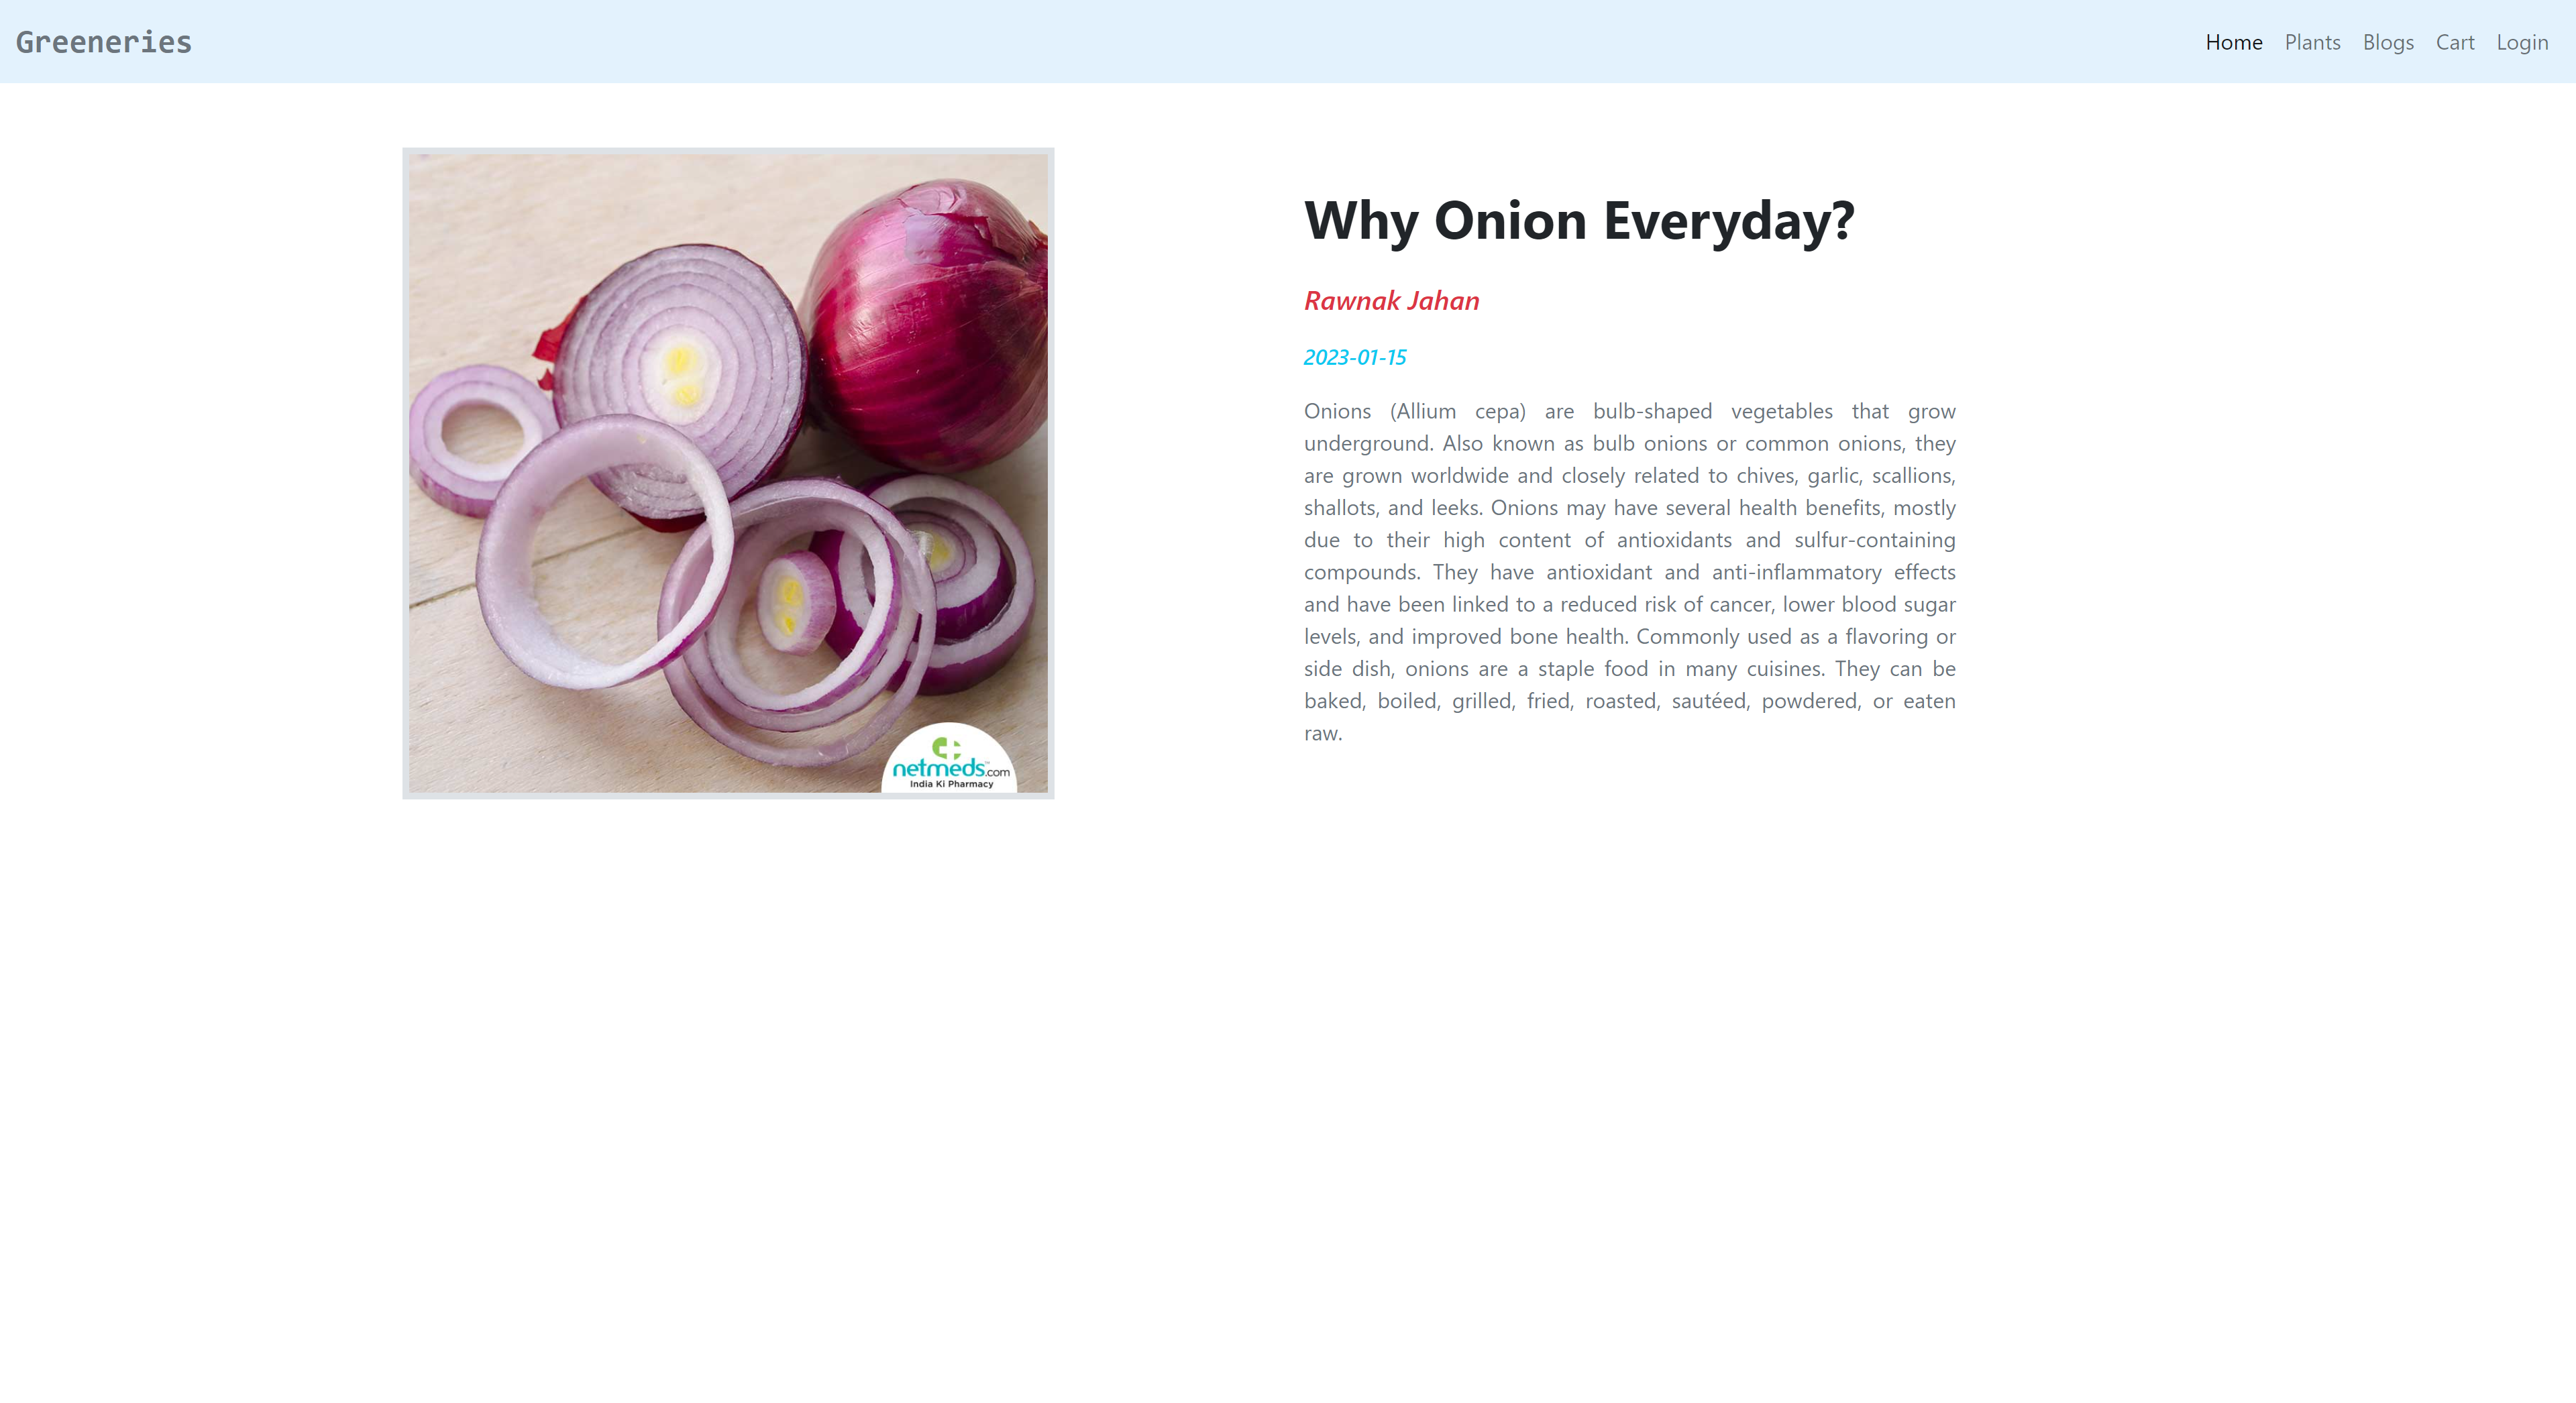 Greeneries
Home Plants Blogs Cart Login
Why Onion Everyday?
Rawnak Jahan
2023-01-15
Onions (Allium cepa) are bulb-shaped vegetables that grow
underground. Also known as bulb onions or common onions, they
are grown worldwide and closely related to chives, garlic, scallions,
shallots, and leeks. Onions may have several health benefits, mostly
due to their high content of antioxidants and sulfur-containing
compounds. They have antioxidant and anti-inflammatory effects
and have been linked to a reduced risk of cancer, lower blood sugar
levels, and improved bone health. Commonly used as a flavoring or
side dish, onions are a staple food in many cuisines. They can be
baked, boiled, grilled, fried, roasted, sautéed, powdered, or eaten
raw.
netmeds.com
India Ki Pharmacy